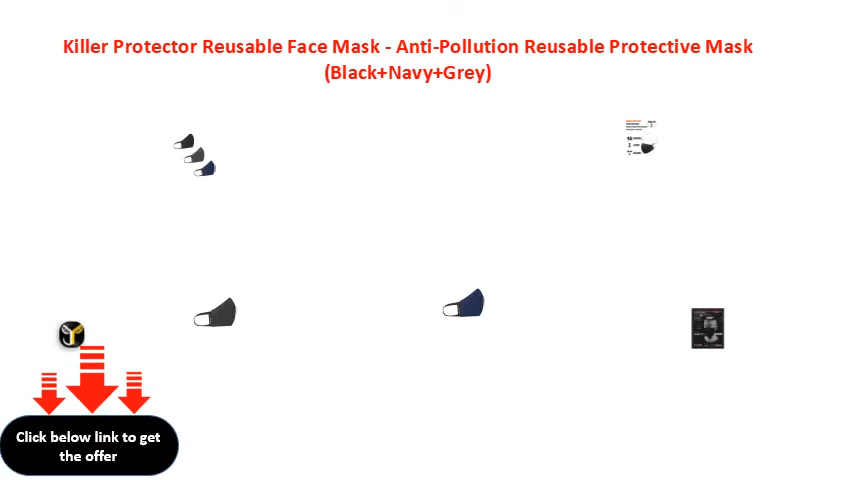 Killer Protector Reusable Face Mask - Anti-Pollution Reusable Protective Mask
(Black+Navy+Grey)
Click below link to get
the offer